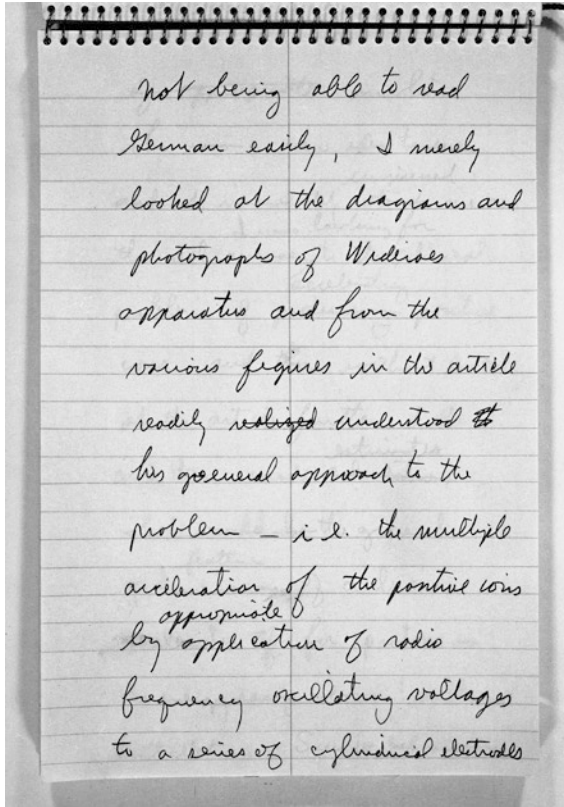 not being able to read
German easily, I merely
looked at the diagrams and
photographs of Wideroes
apparatus and from the
various figures in the article
readily realized understood
his general approach to the
problem – i.e. the multiple
acceleration of the positive ions
appropriate
by application of radio
frequency oscillating voltages
to a series of cylindrical electrodes